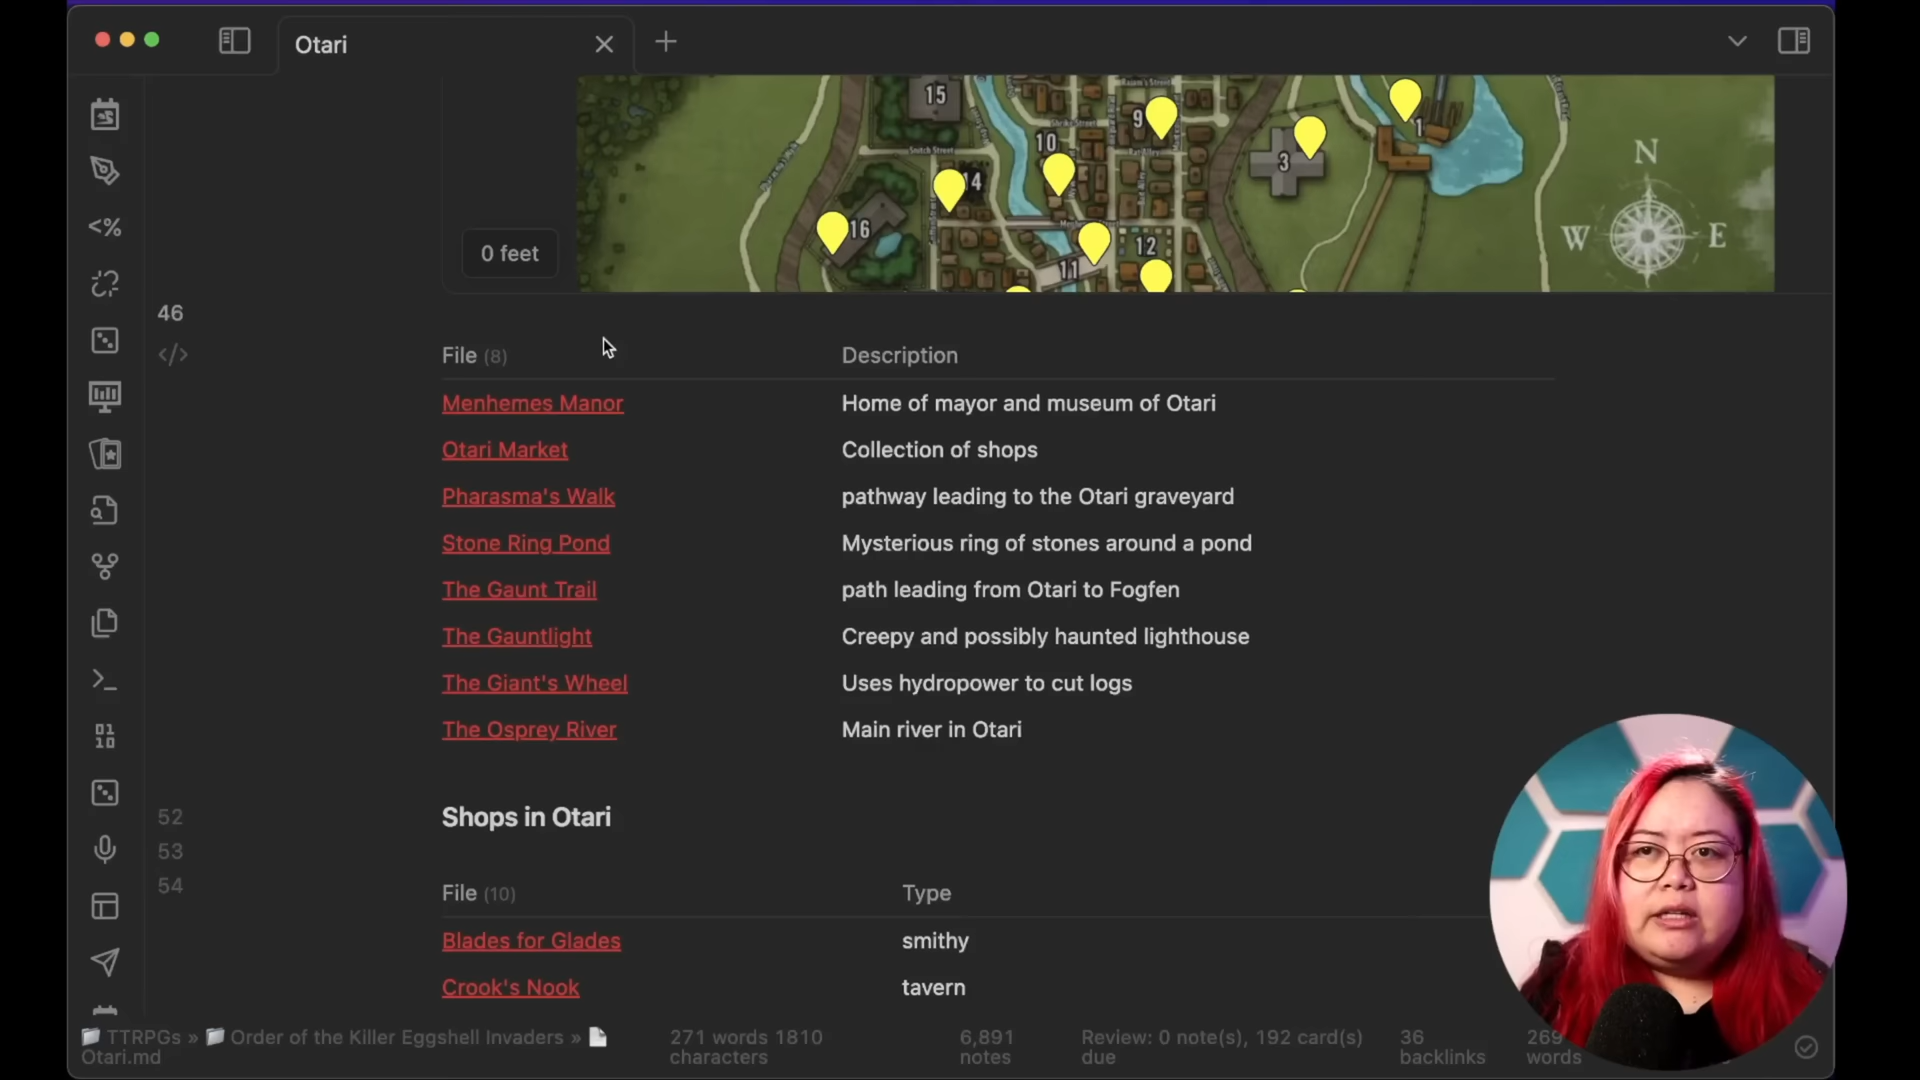 Otari
15
9
10
1
Snitch Street
Rat Alley
14
3
N
16
W
E
12
11
0 feet
46
</>
<%
File (8)
Description
Menhemes Manor
Home of mayor and museum of Otari
Otari Market
Collection of shops
Pharasma's Walk
pathway leading to the Otari graveyard
Stone Ring Pond
Mysterious ring of stones around a pond
The Gaunt Trail
path leading from Otari to Fogfen
The Gauntlight
Creepy and possibly haunted lighthouse
The Giant's Wheel
Uses hydropower to cut logs
The Osprey River
Main river in Otari
52
Shops in Otari
53
54
File (10)
Type
Blades for Glades
smithy
Crook's Nook
tavern
TTRPGs » Order of the Killer Eggshell Invaders »
Otari.md
271 words 1810
characters
6,891
notes
Review: 0 note(s), 192 card(s)
due
36
backlinks
269
words